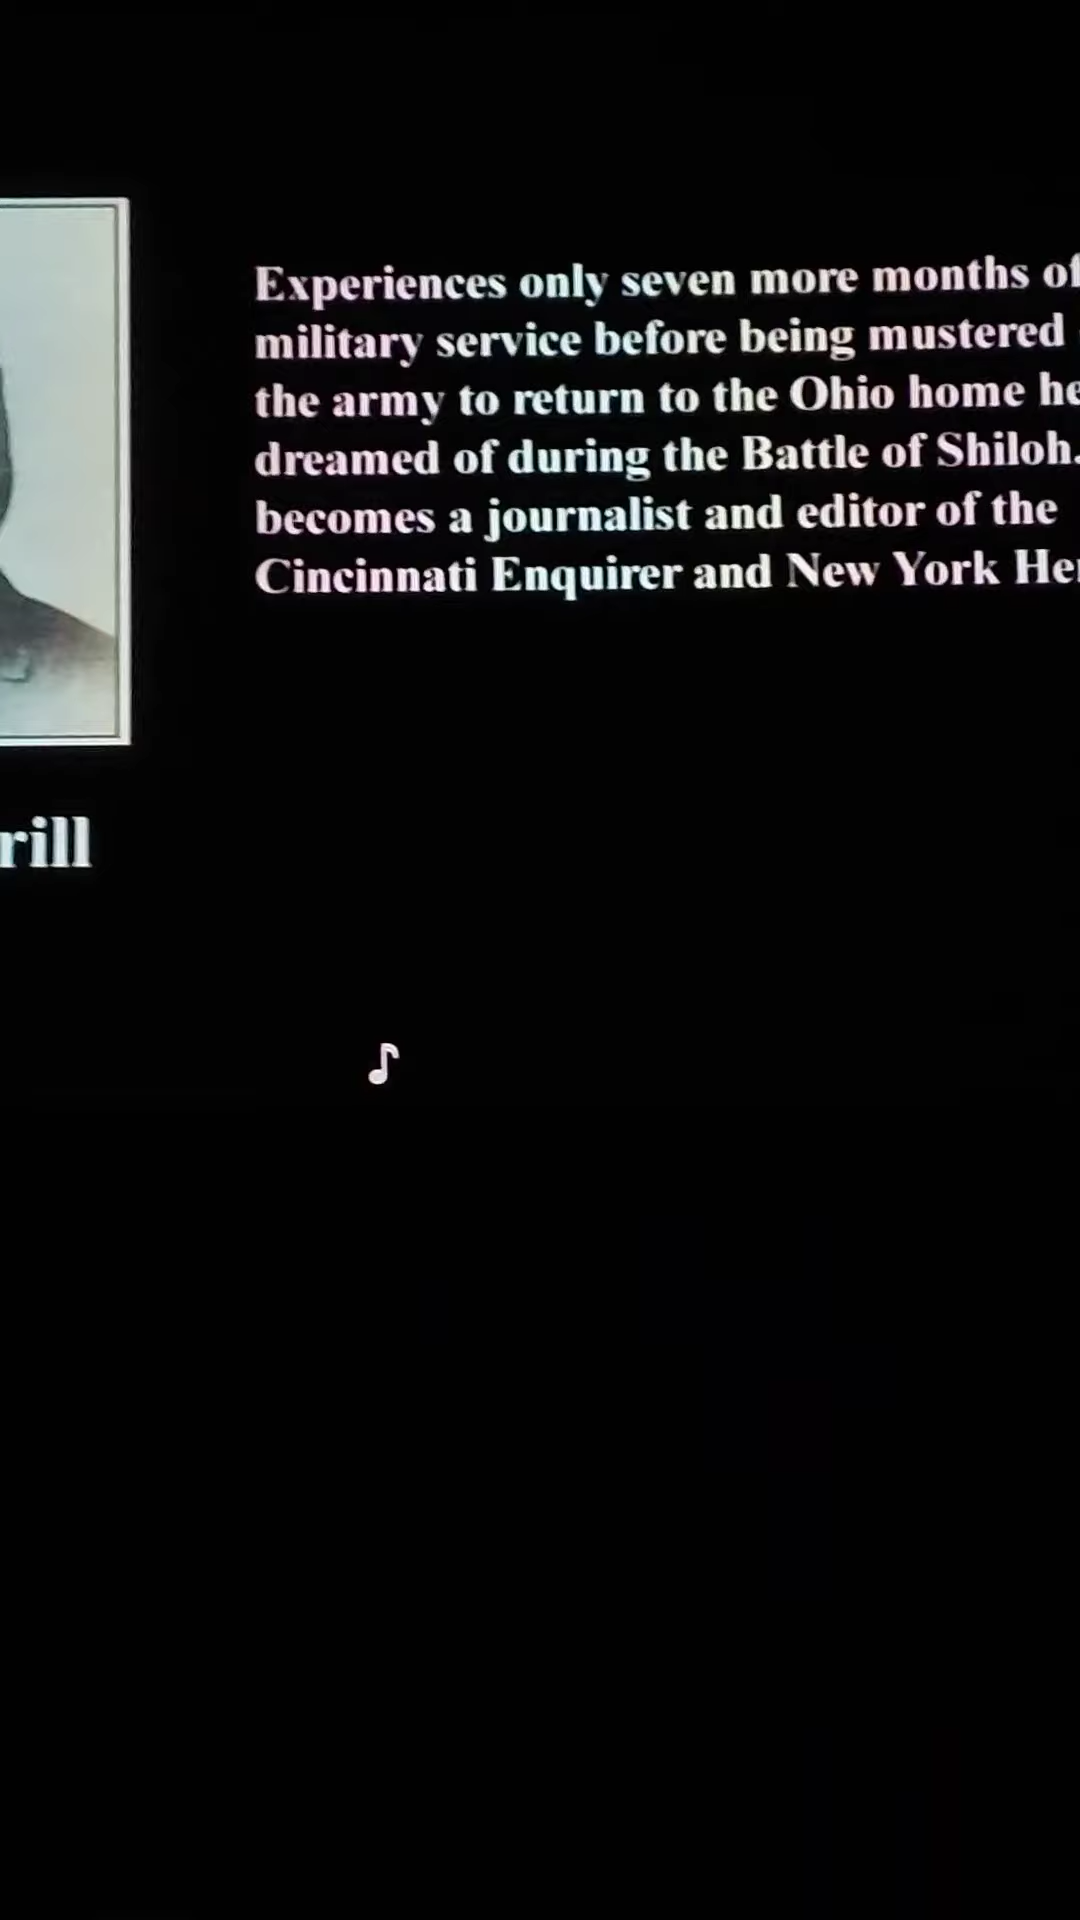 Experiences only seven more months of
military service before being mustered
the army to return to the Ohio home he
dreamed of during the Battle of Shiloh.
becomes a journalist and editor of the
Cincinnati Enquirer and New York Her
rill
♪